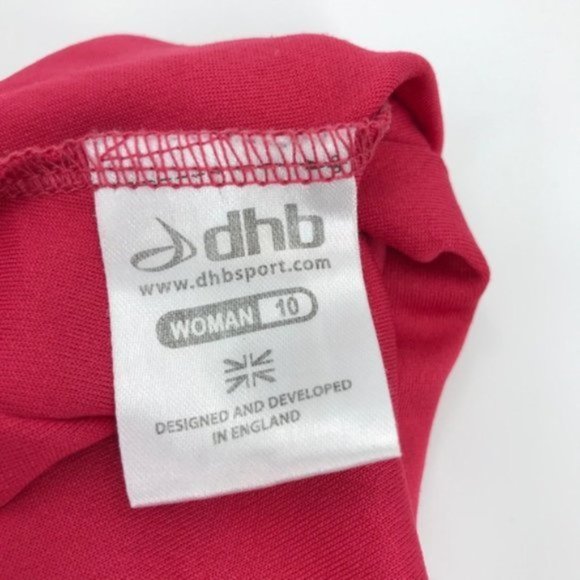 dhb
www.dhbsport.com
WOMAN 10
DESIGNED AND DEVELOPED
IN ENGLAND